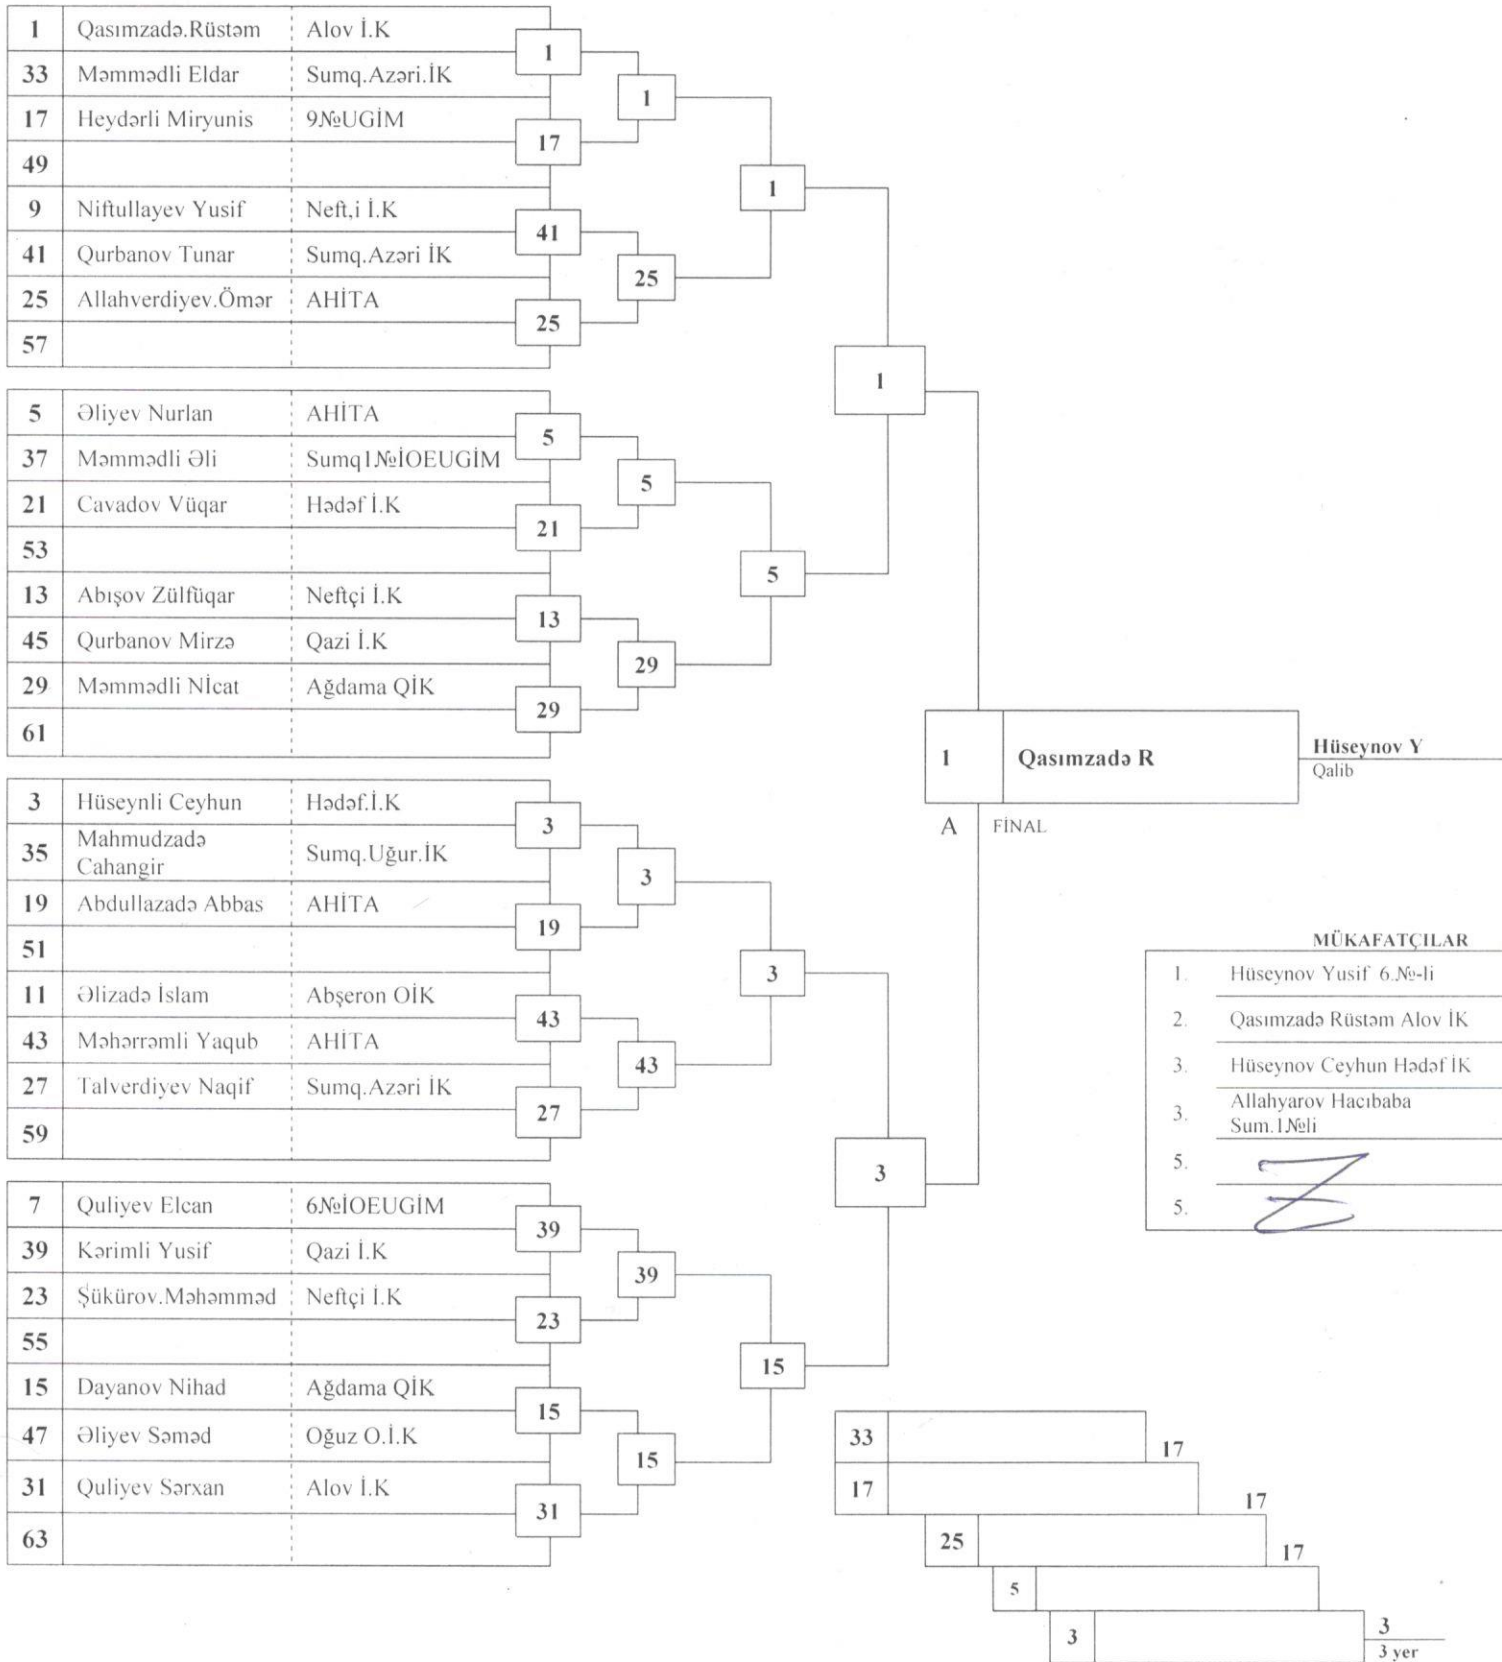 1 Qasımzadə.Rüstəm Alov İ.K
33 Məmmədli Eldar Sumq.Azəri.İK
17 Heydərli Miryunis 9№UGİM
49
9 Niftullayev Yusif Neft,i İ.K
41 Qurbanov Tunar Sumq.Azəri İK
25 Allahverdiyev.Ömər AHİTA
57
1
17
41
25
1
25
1
5 Əliyev Nurlan AHİTA
37 Məmmədli Əli Sumq1№İOEUGİM
21 Cavadov Vüqar Hədəf İ.K
53
13 Abışov Zülfüqar Neftçi İ.K
45 Qurbanov Mirzə Qazi İ.K
29 Məmmədli Nİcat Ağdama QİK
61
5
21
13
29
5
29
5
1
3 Hüseynli Ceyhun Hədəf.İ.K
35 Mahmudzadə
Cahangir Sumq.Uğur.İK
19 Abdullazadə Abbas AHİTA
51
11 Əlizadə İslam Abşeron OİK
43 Məhərrəmli Yaqub AHİTA
27 Talverdiyev Naqif Sumq.Azəri İK
59
3
19
43
27
3
43
3
7 Quliyev Elcan 6№İOEUGİM
39 Kərimli Yusif Qazi İ.K
23 Şükürov.Məhəmməd Neftçi İ.K
55
15 Dayanov Nihad Ağdama QİK
47 Əliyev Səməd Oğuz O.İ.K
31 Quliyev Sərxan Alov İ.K
63
39
23
15
31
39
15
15
3
1 Qasımzadə R
Hüseynov Y
Qalib
A FİNAL
MÜKAFATÇILAR
1. Hüseynov Yusif 6.№-li
2. Qasımzadə Rüstəm Alov İK
3. Hüseynov Ceyhun Hədəf İK
3. Allahyarov Hacıbaba
Sum.1№li
5.
5.
33
17
17
17
25
17
5
3
3
3 yer